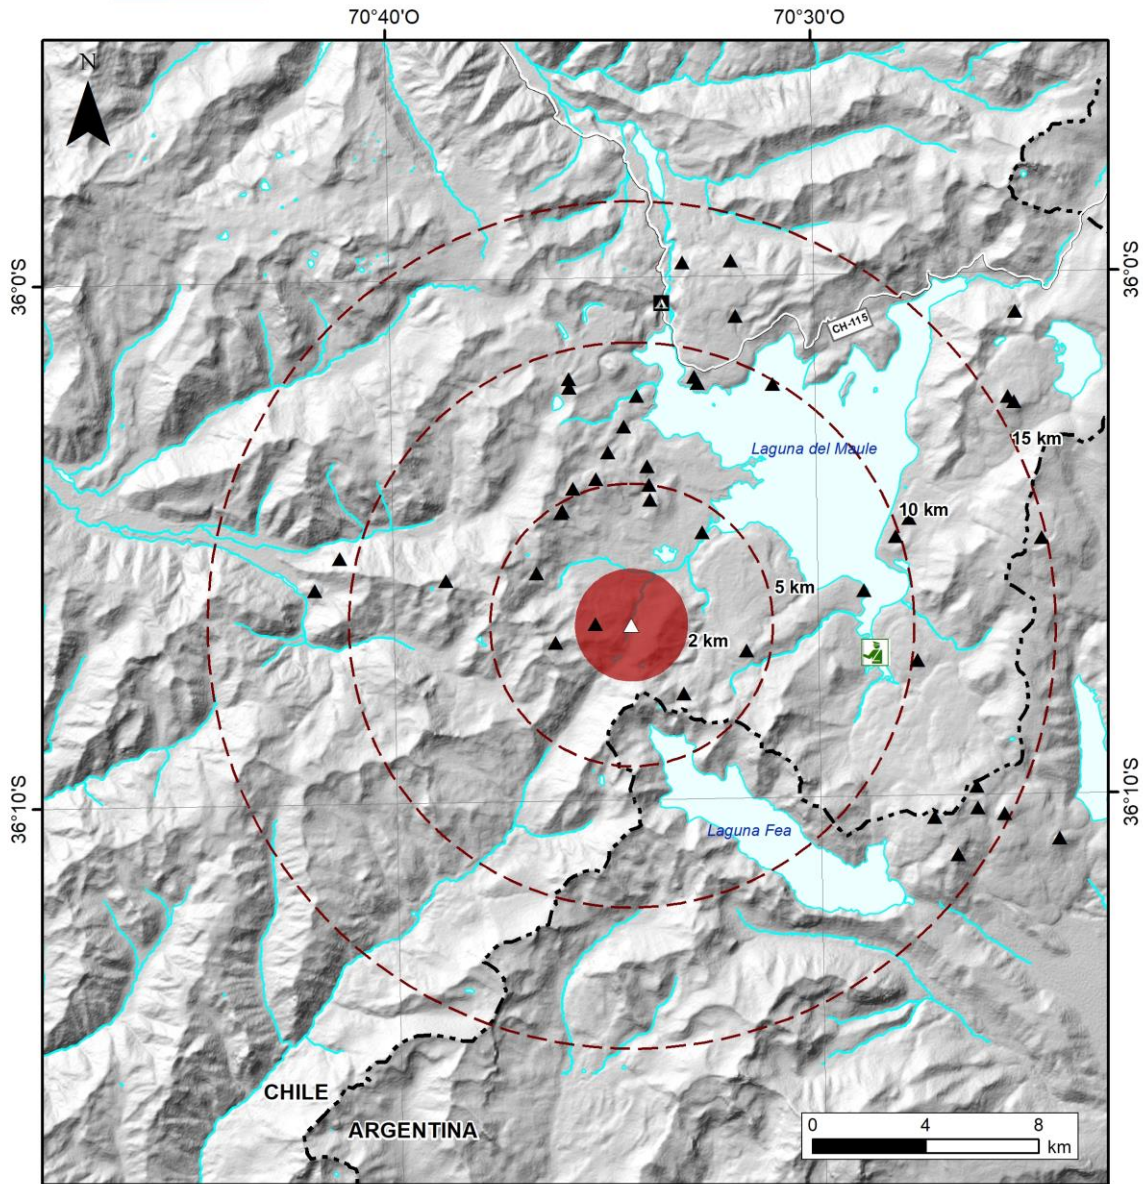 70°40'O
70°30'O
N
36°0'S
36°0'S
CH-115
15 km
Laguna del Maule
10 km
5 km
2 km
36°10'S
36°10'S
Laguna Fea
CHILE
ARGENTINA
0 4 8
km